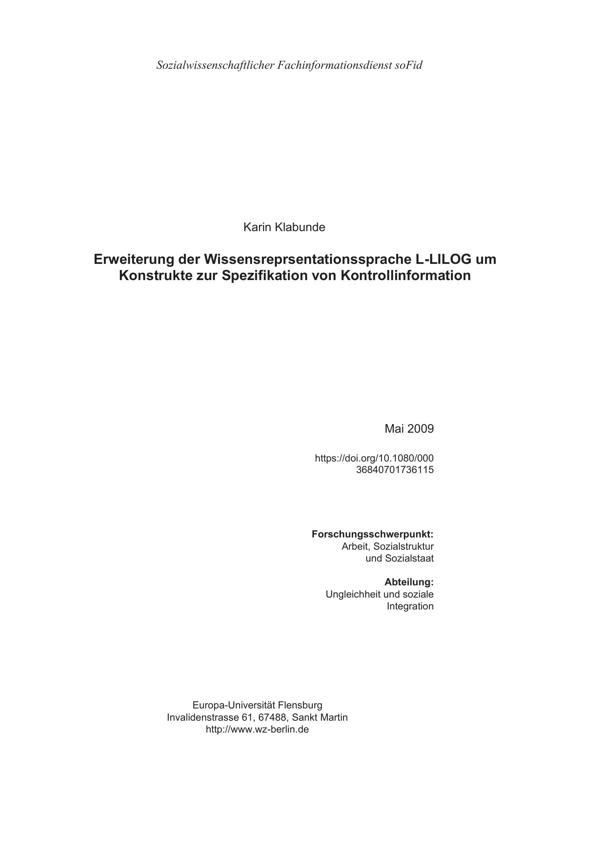 Sozialwissenschaftlicher Fachinformationsdienst soFid
Karin Klabunde
Erweiterung der Wissensreprsentationssprache L-LILOG um
Konstrukte zur Spezifikation von Kontrollinformation
Mai 2009
https://doi.org/10.1080/000
36840701736115
Forschungsschwerpunkt:
Arbeit, Sozialstruktur
und Sozialstaat
Abteilung:
Ungleichheit und soziale
Integration
Europa-Universität Flensburg
Invalidenstrasse 61, 67488, Sankt Martin
http://www.wz-berlin.de